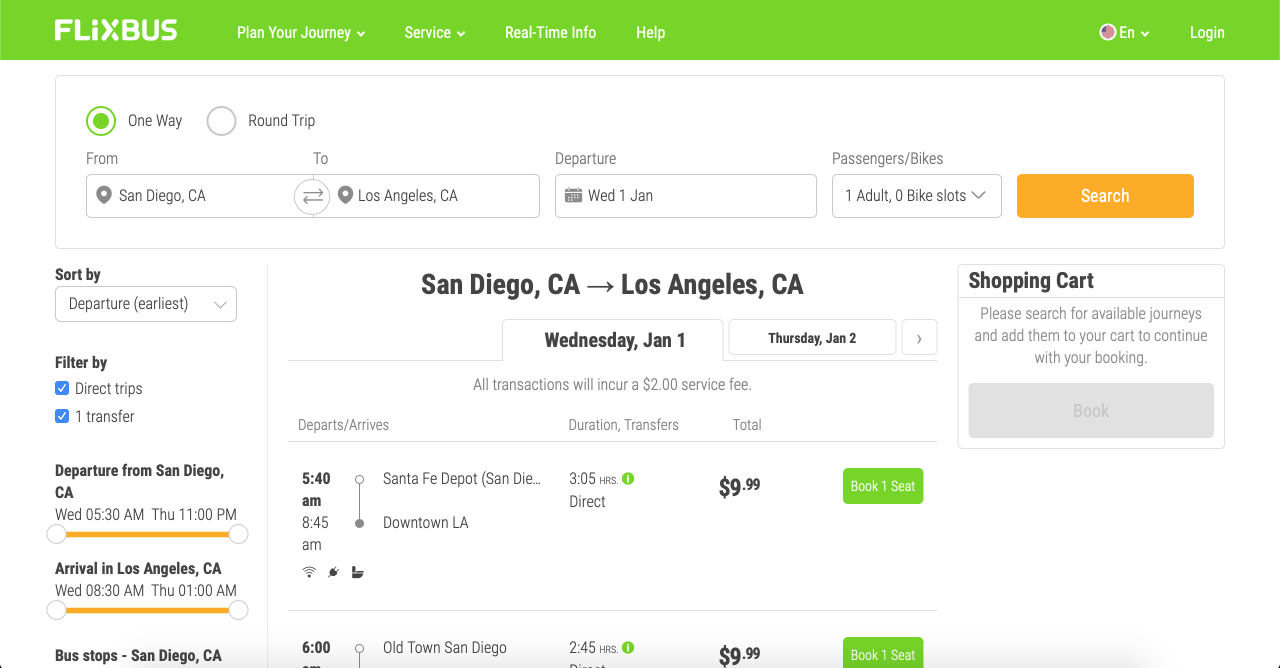 FLiXBUS
Plan Your Journey
Service
Real-Time Info
Help
En
Login
One Way
Round Trip
From
To
Departure
Passengers/Bikes
San Diego, CA
Los Angeles, CA
Wed 1 Jan
1 Adult, 0 Bike slots
Search
Sort by
Departure (earliest)
Filter by
Direct trips
1 transfer
Departure from San Diego,
CA
Wed 05:30 AM Thu 11:00 PM
Arrival in Los Angeles, CA
Wed 08:30 AM Thu 01:00 AM
Bus stops - San Diego, CA
San Diego, CA → Los Angeles, CA
Wednesday, Jan 1
Thursday, Jan 2
›
All transactions will incur a $2.00 service fee.
Departs/Arrives
Duration, Transfers
Total
5:40
am
8:45
am
Santa Fe Depot (San Die...
Downtown LA
3:05 HRS. i
Direct
$9.99
Book 1 Seat
6:00
am
Old Town San Diego
2:45 HRS. i
Direct
$9.99
Book 1 Seat
Shopping Cart
Please search for available journeys
and add them to your cart to continue
with your booking.
Book